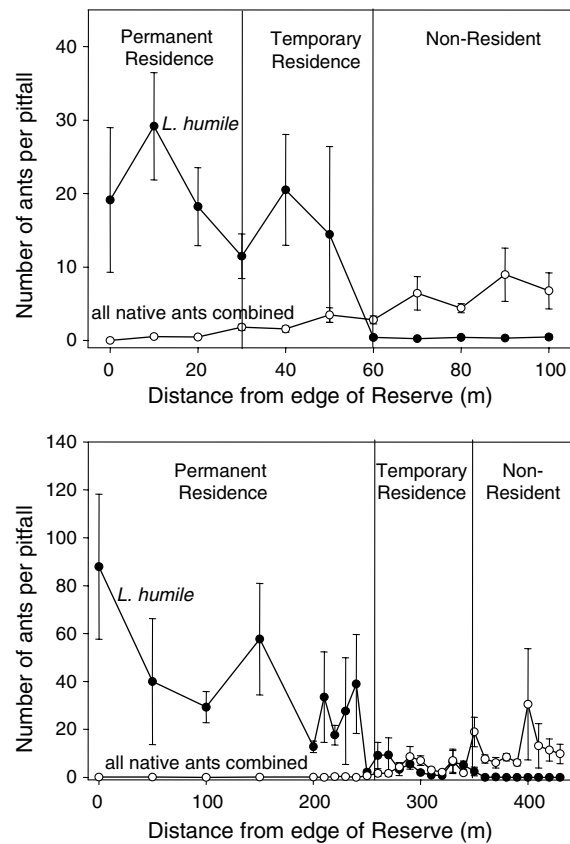 40
30
20
10
0
Number of ants per pitfall
Permanent
Residence
Temporary
Residence
Non-Resident
L. humile
all native ants combined
0 20 40 60 80 100
Distance from edge of Reserve (m)
140
120
100
80
60
40
20
0
Number of ants per pitfall
Permanent
Residence
Temporary
Residence
Non-
Resident
L. humile
all native ants combined
0 100 200 300 400
Distance from edge of Reserve (m)